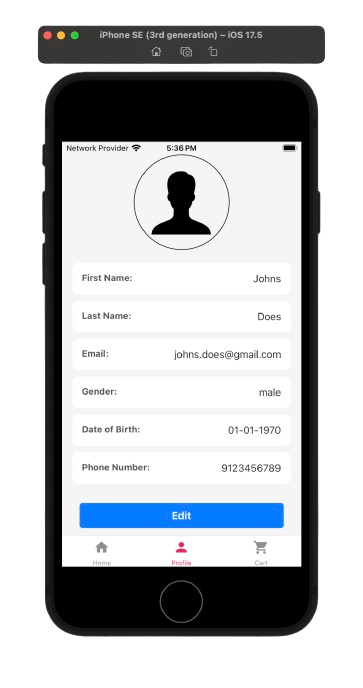 iPhone SE (3rd generation) – iOS 17.5
Network Provider 5:36 PM
First Name: Johns
Last Name: Does
Email: johns.does@gmail.com
Gender: male
Date of Birth: 01-01-1970
Phone Number: 9123456789
Edit
Home Profile Cart